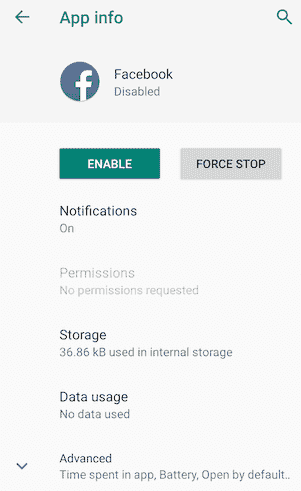 App info
Facebook
Disabled
ENABLE
FORCE STOP
Notifications
On
Permissions
No permissions requested
Storage
36.86 kB used in internal storage
Data usage
No data used
Advanced
Time spent in app, Battery, Open by default..